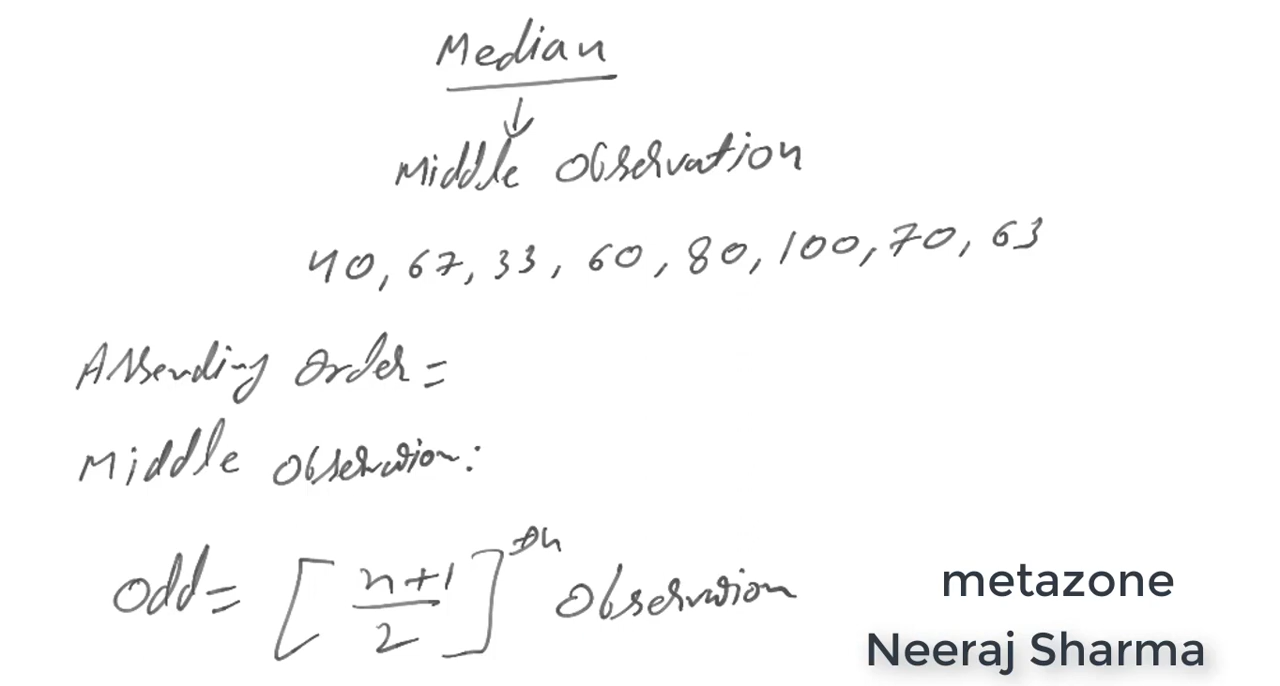 Median
↓
Middle Observation
40, 67, 33, 60, 80, 100, 70, 63
Assending Order =
Middle Observation:
Odd = [n+1/2]th Observation
metazone
Neeraj Sharma